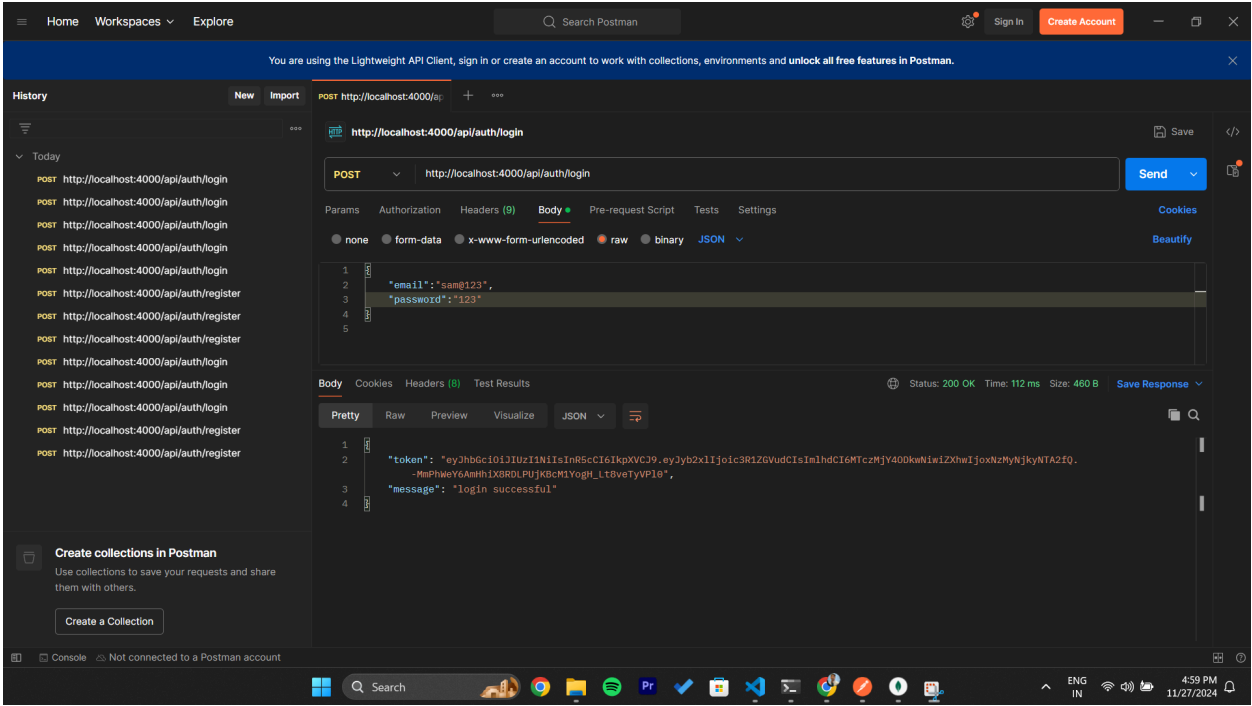 Home Workspaces Explore
Search Postman
Sign In Create Account
You are using the Lightweight API Client, sign in or create an account to work with collections, environments and unlock all free features in Postman.
History New Import
POST http://localhost:4000/ap
HTTP http://localhost:4000/api/auth/login
Save
Today
POST http://localhost:4000/api/auth/login
POST http://localhost:4000/api/auth/login
POST http://localhost:4000/api/auth/login
POST http://localhost:4000/api/auth/login
POST http://localhost:4000/api/auth/login
POST http://localhost:4000/api/auth/register
POST http://localhost:4000/api/auth/register
POST http://localhost:4000/api/auth/register
POST http://localhost:4000/api/auth/login
POST http://localhost:4000/api/auth/login
POST http://localhost:4000/api/auth/login
POST http://localhost:4000/api/auth/register
POST http://localhost:4000/api/auth/register
Create collections in Postman
Use collections to save your requests and share
them with others.
Create a Collection
POST http://localhost:4000/api/auth/login
Send
Params Authorization Headers (9) Body Pre-request Script Tests Settings
Cookies
none form-data x-www-form-urlencoded raw binary JSON
Beautify
1 {
2 "email":"sam@123",
3 "password":"123"
4 }
5
Body Cookies Headers (8) Test Results
Status: 200 OK Time: 112 ms Size: 460 B Save Response
Pretty Raw Preview Visualize JSON
1 {
2 "token": "eyJhbGciOiJIUzI1NiIsInR5cCI6IkpXVCJ9.eyJyb2xlIjoic3R1ZGVudCIsImlhdCI6MTczMjY4ODkwNiwiZXhwIjoxNzMyNjkyNTA2fQ.
-MmPhWeY6AmHhiX8RDLPUjKBcM1YogH_Lt8veTyVPl0",
3 "message": "login successful"
4 }
Console Not connected to a Postman account
Search
Pr
ENG
IN
4:59 PM
11/27/2024